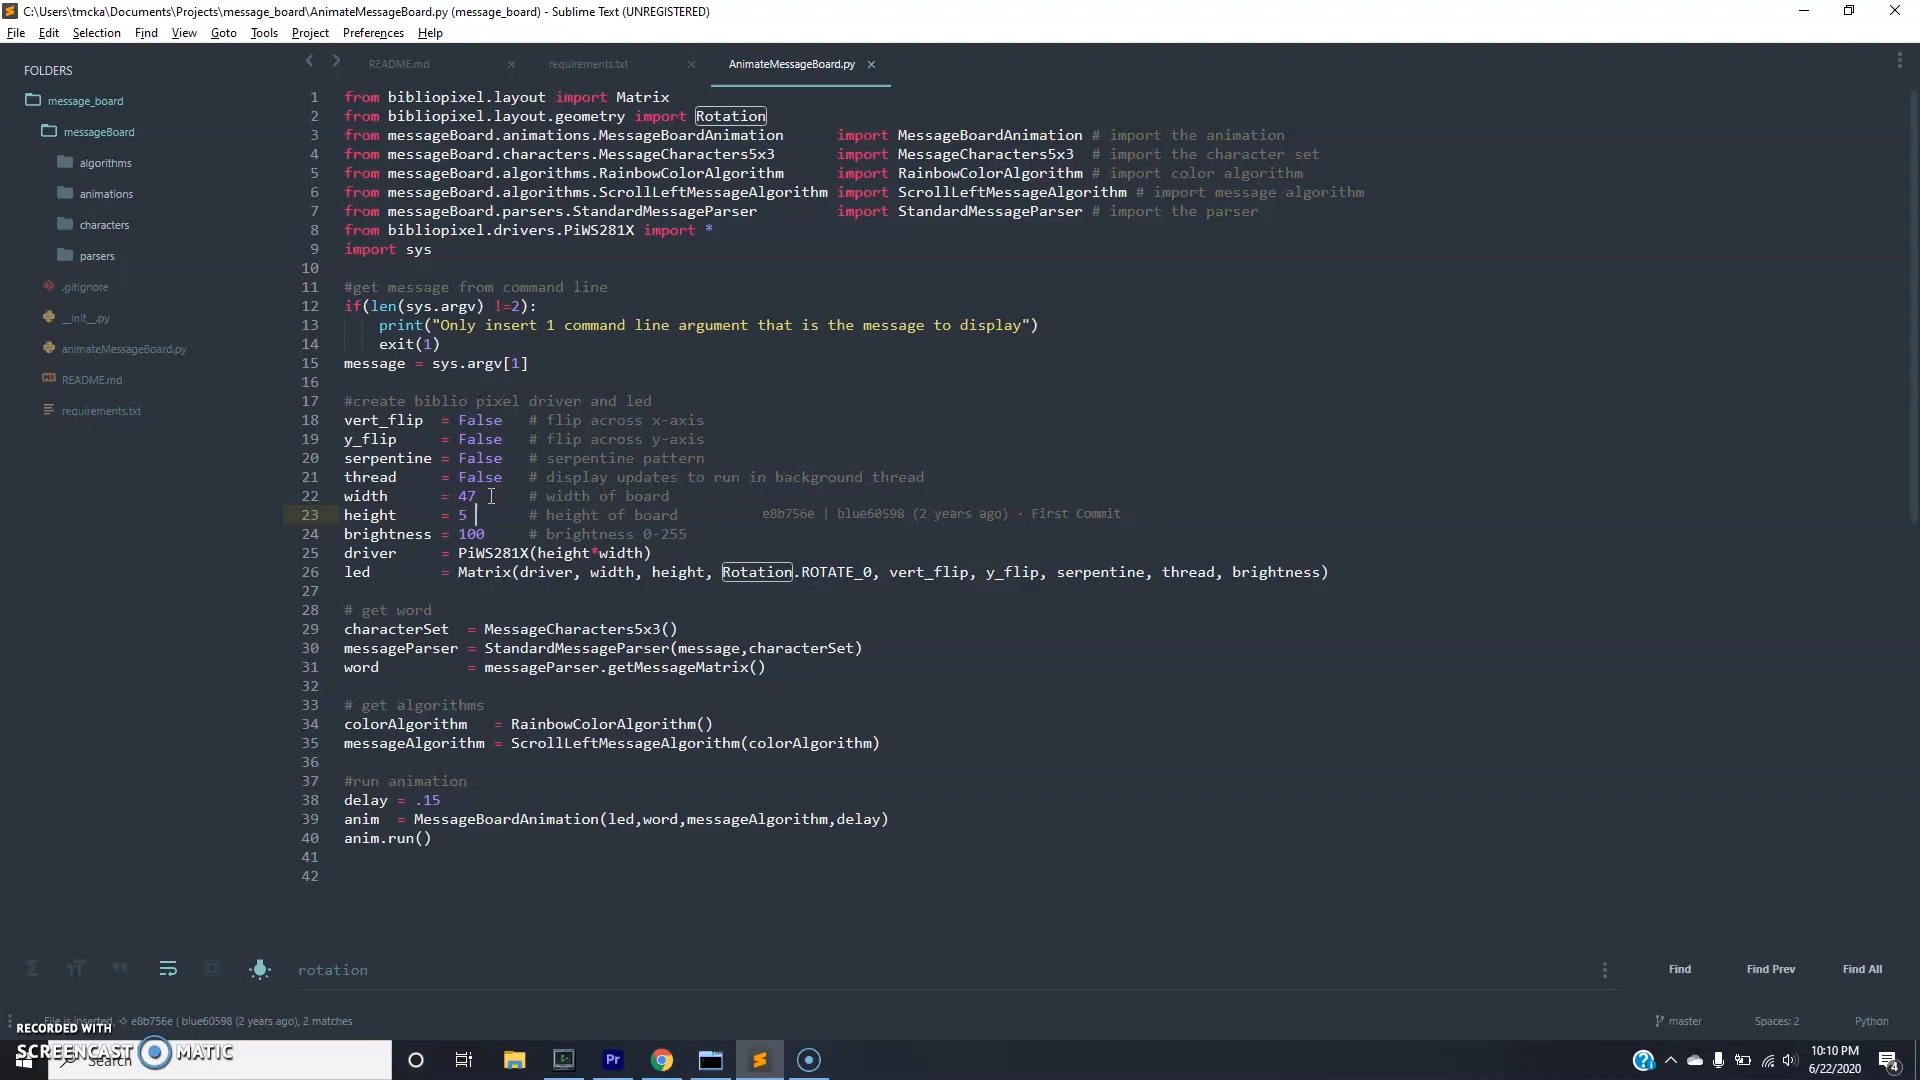 C:\Users\tmcka\Documents\Projects\message_board\AnimateMessageBoard.py (message_board) - Sublime Text (UNREGISTERED)
File Edit Selection Find View Goto Tools Project Preferences Help
FOLDERS
message_board
messageBoard
algorithms
animations
characters
parsers
.gitignore
__init__.py
animateMessageBoard.py
README.md
requirements.txt
README.md requirements.txt AnimateMessageBoard.py
1 from bibliopixel.layout import Matrix
2 from bibliopixel.layout.geometry import Rotation
3 from messageBoard.animations.MessageBoardAnimation import MessageBoardAnimation # import the animation
4 from messageBoard.characters.MessageCharacters5x3 import MessageCharacters5x3 # import the character set
5 from messageBoard.algorithms.RainbowColorAlgorithm import RainbowColorAlgorithm # import color algorithm
6 from messageBoard.algorithms.ScrollLeftMessageAlgorithm import ScrollLeftMessageAlgorithm # import message algorithm
7 from messageBoard.parsers.StandardMessageParser import StandardMessageParser # import the parser
8 from bibliopixel.drivers.PiWS281X import *
9 import sys
10
11 #get message from command line
12 if(len(sys.argv) !=2):
13 print("Only insert 1 command line argument that is the message to display")
14 exit(1)
15 message = sys.argv[1]
16
17 #create biblio pixel driver and led
18 vert_flip = False # flip across x-axis
19 y_flip = False # flip across y-axis
20 serpentine = False # serpentine pattern
21 thread = False # display updates to run in background thread
22 width = 47 # width of board
23 height = 5 # height of board e8b756e | blue60598 (2 years ago) · First Commit
24 brightness = 100 # brightness 0-255
25 driver = PiWS281X(height*width)
26 led = Matrix(driver, width, height, Rotation.ROTATE_0, vert_flip, y_flip, serpentine, thread, brightness)
27
28 # get word
29 characterSet = MessageCharacters5x3()
30 messageParser = StandardMessageParser(message,characterSet)
31 word = messageParser.getMessageMatrix()
32
33 # get algorithms
34 colorAlgorithm = RainbowColorAlgorithm()
35 messageAlgorithm = ScrollLeftMessageAlgorithm(colorAlgorithm)
36
37 #run animation
38 delay = .15
39 anim = MessageBoardAnimation(led,word,messageAlgorithm,delay)
40 anim.run()
41
42
rotation Find Find Prev Find All
File is inserted, e8b756e | blue60598 (2 years ago), 2 matches master Spaces: 2 Python
RECORDED WITH
SCREENCAST MATIC
Search
Pr
10:10 PM
6/22/2020
4